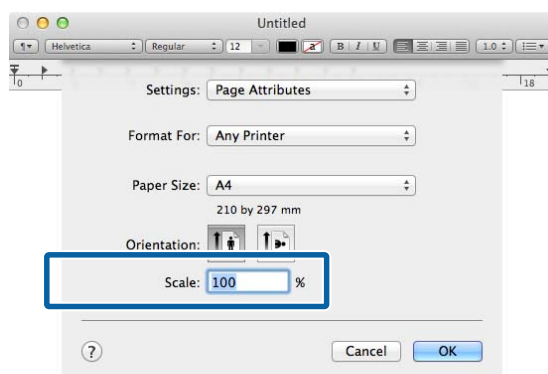 Untitled
¶ Helvetica Regular 12 a B I U 1.0
0 18
Settings: Page Attributes
Format For: Any Printer
Paper Size: A4
210 by 297 mm
Orientation:
Scale: 100 %
? Cancel OK